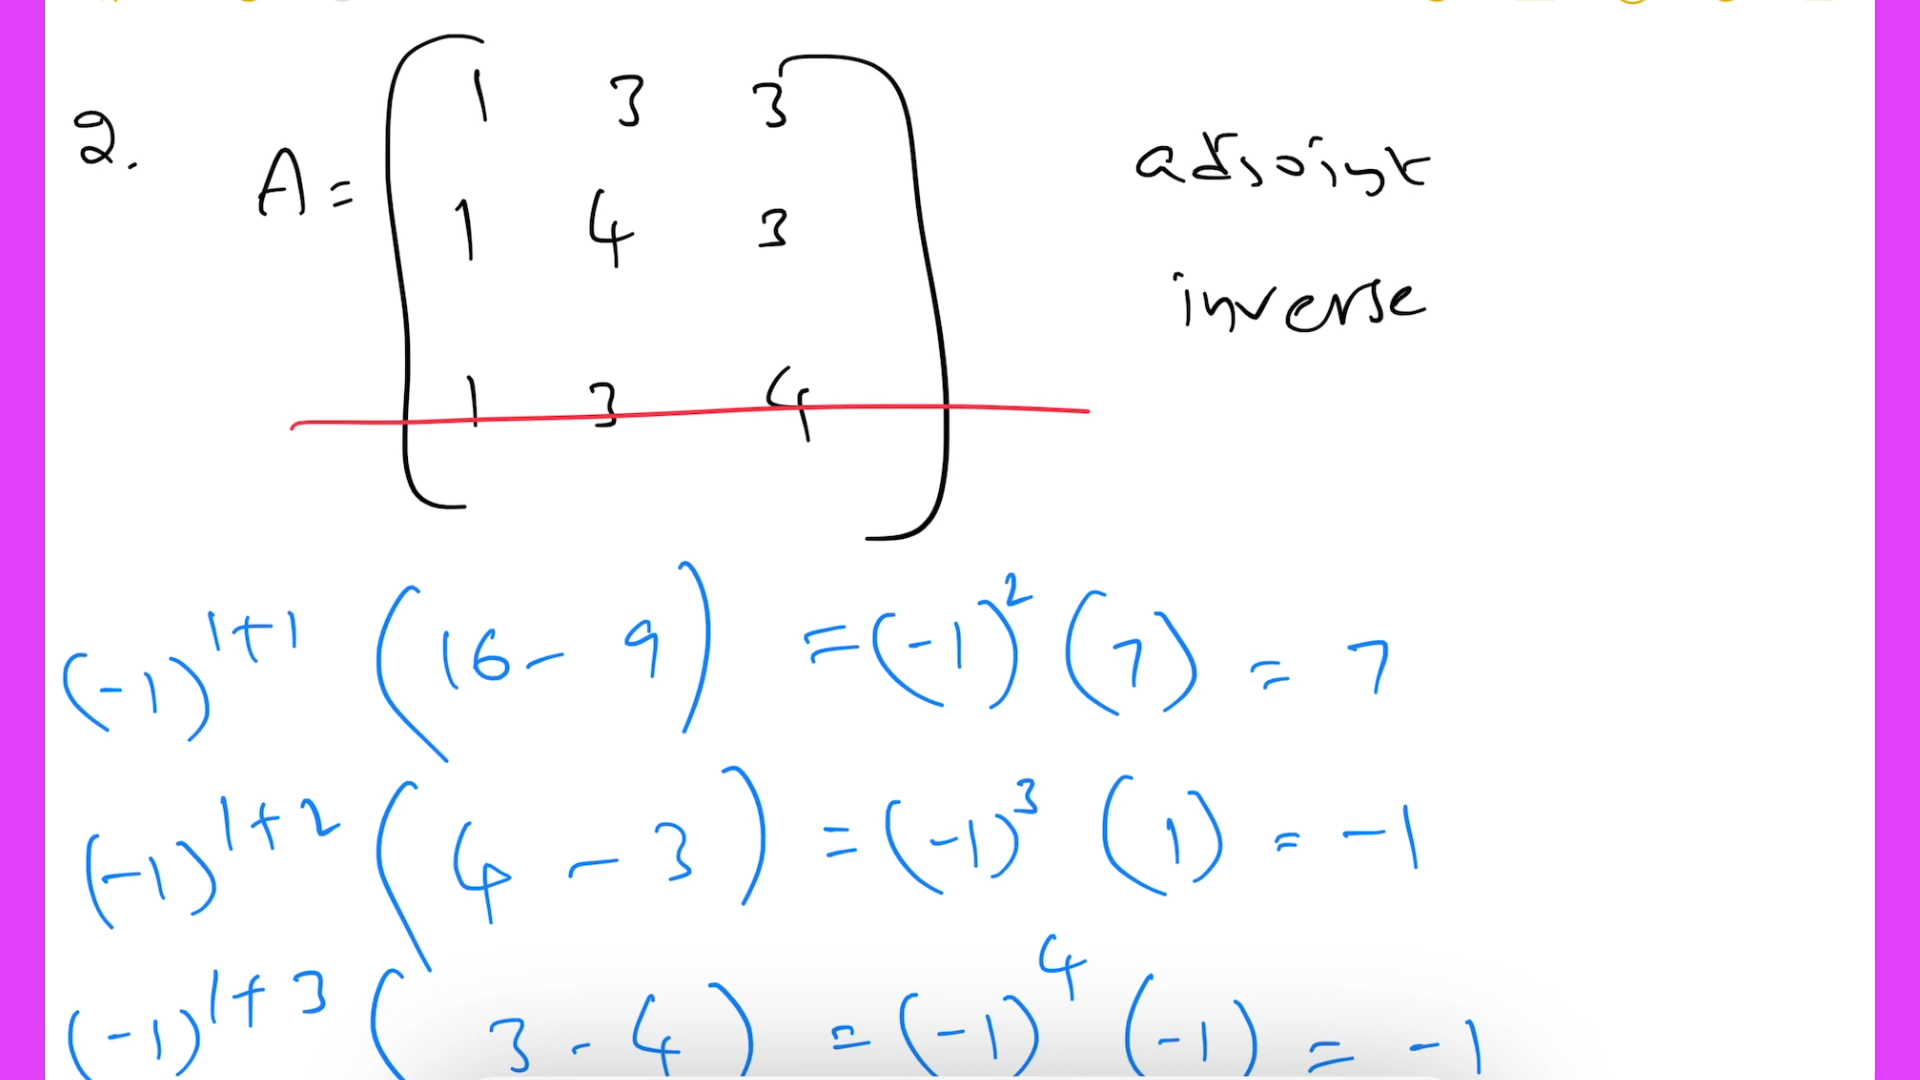 2. A = ( 1 3 3
1 4 3
1 3 4 )
adjoint
inverse
(-1)^1+1 (16 - 9) = (-1)^2 (7) = 7
(-1)^1+2 (4 - 3) = (-1)^3 (1) = -1
(-1)^1+3 (3 - 4) = (-1)^4 (-1) = -1